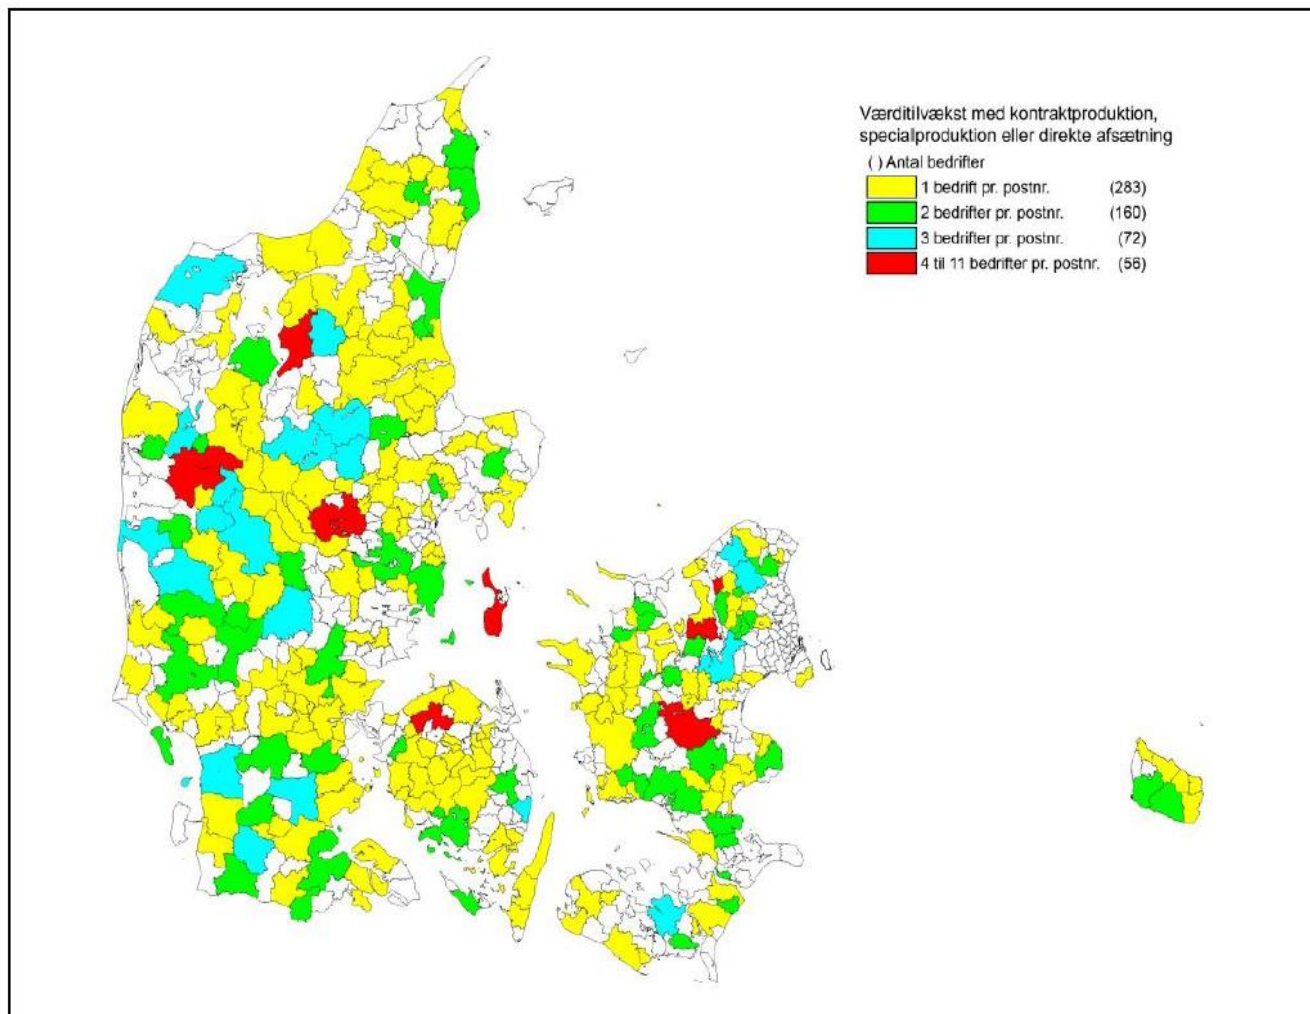 Værditilvækst med kontraktproduktion,
specialproduktion eller direkte afsætning
( ) Antal bedrifter
1 bedrift pr. postnr. (283)
2 bedrifter pr. postnr. (160)
3 bedrifter pr. postnr. (72)
4 til 11 bedrifter pr. postnr. (56)